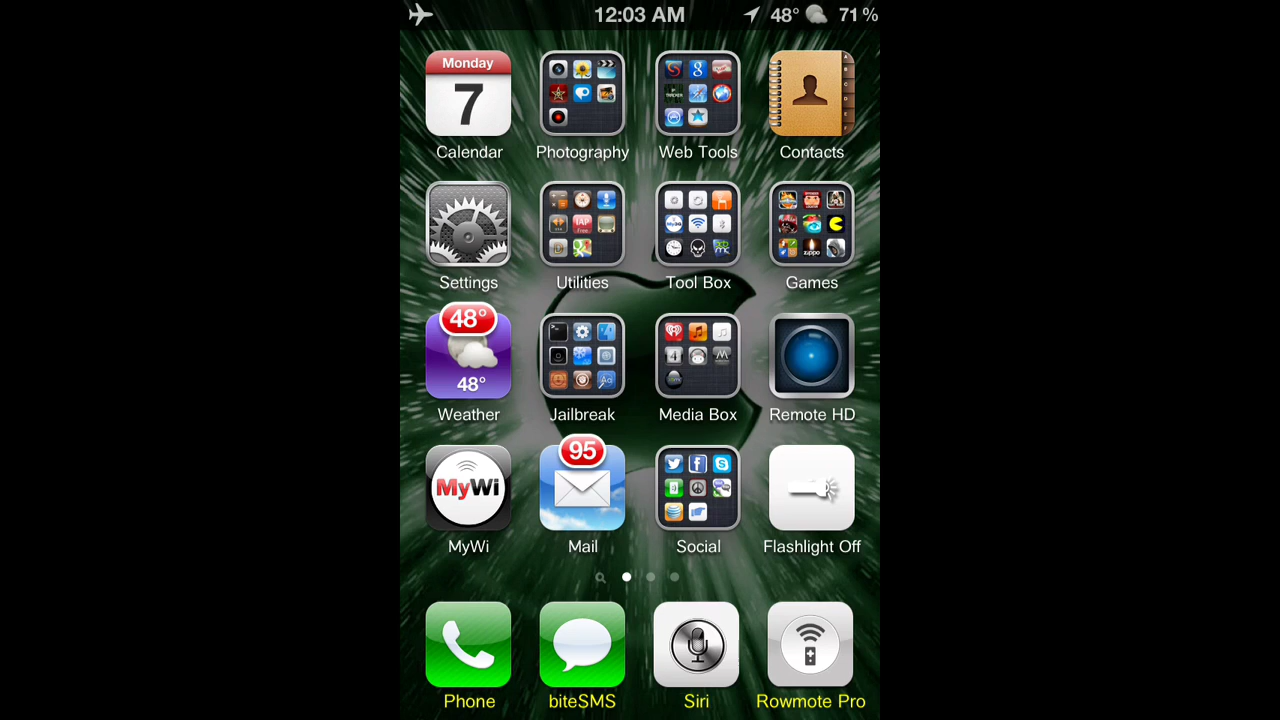 12:03 AM 48° 71%
Monday
7
Calendar Photography Web Tools Contacts
Settings Utilities Tool Box Games
48°
48°
Weather Jailbreak Media Box Remote HD
95
MyWi
MyWi Mail Social Flashlight Off
Phone biteSMS Siri Rowmote Pro